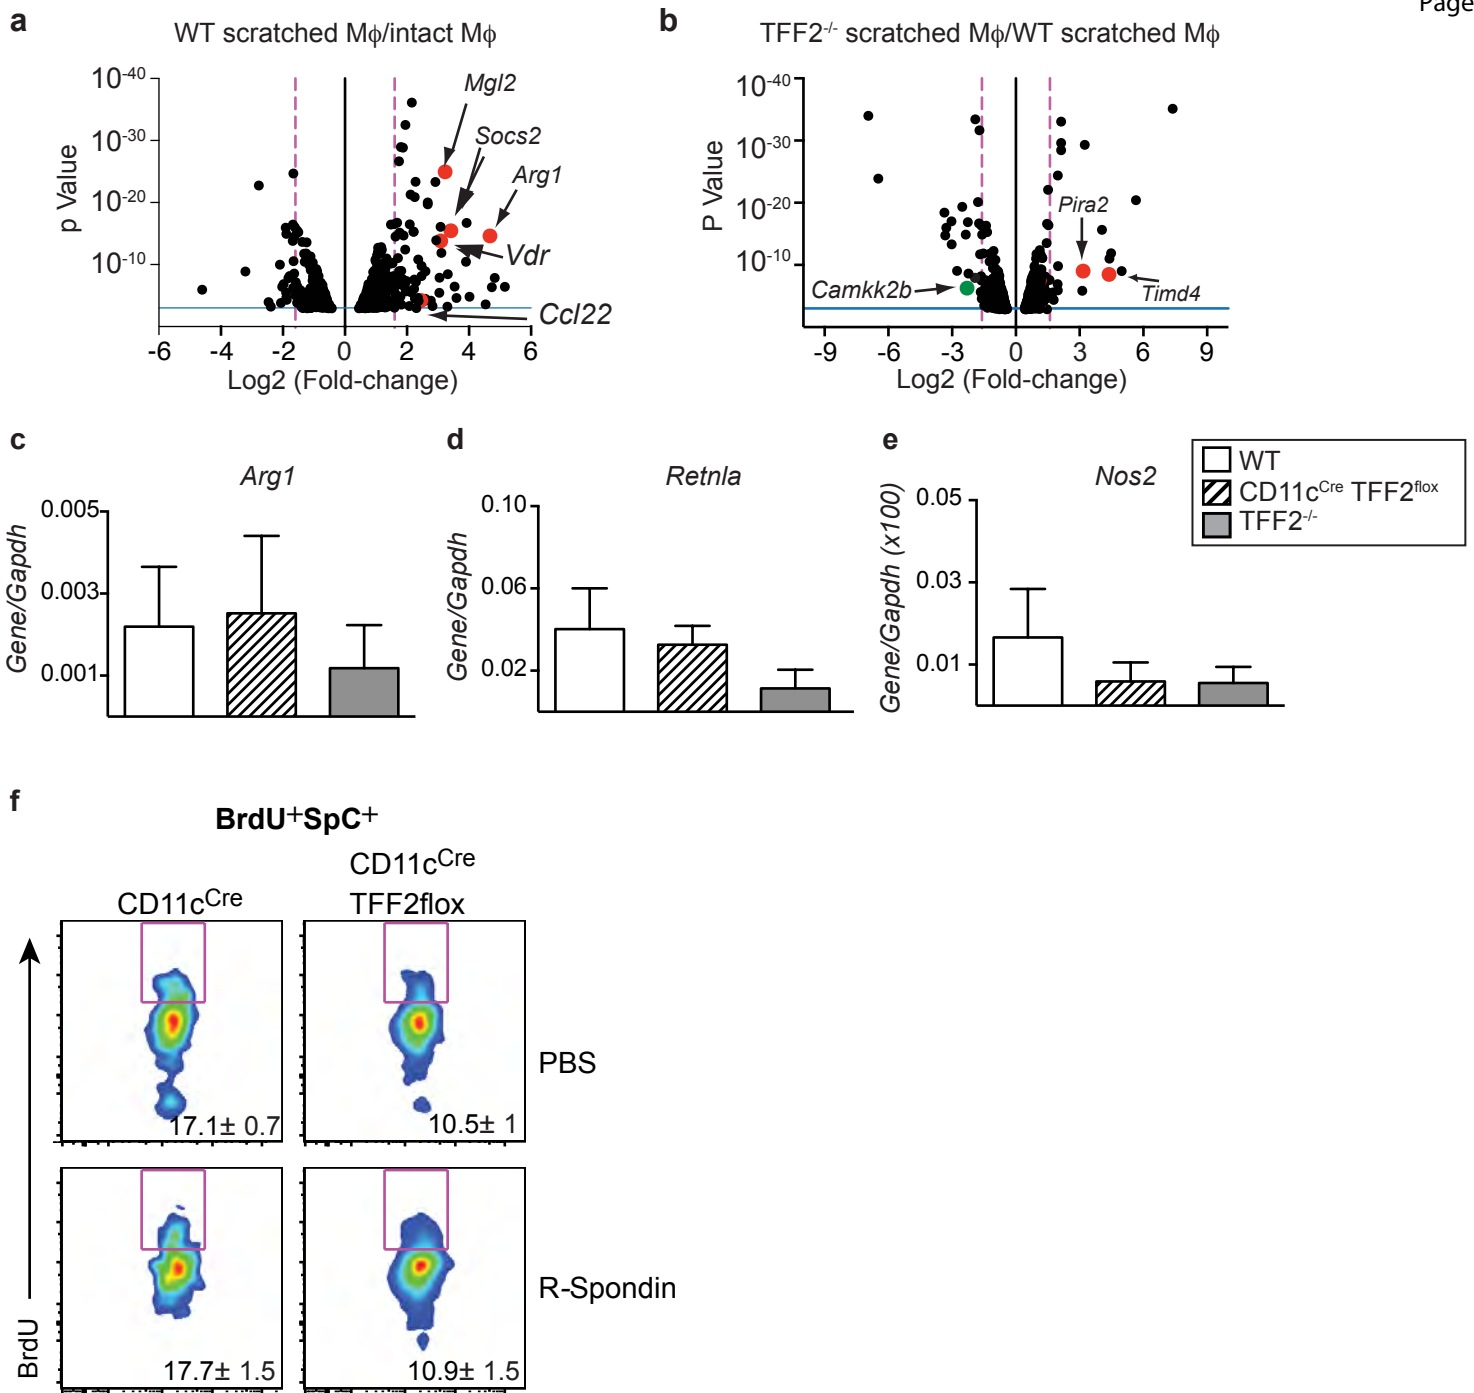 Page
a
WT scratched Mϕ/intact Mϕ
p Value
10-40
10-30
10-20
10-10
Mgl2
Socs2
Arg1
Vdr
Ccl22
-6 -4 -2 0 2 4 6
Log2 (Fold-change)
b
TFF2-/- scratched Mϕ/WT scratched Mϕ
P Value
10-40
10-30
10-20
10-10
Pira2
Camkk2b
Timd4
-9 -6 -3 0 3 6 9
Log2 (Fold-change)
c
Arg1
Gene/Gapdh
0.005
0.003
0.001
d
Retnla
Gene/Gapdh
0.10
0.06
0.02
e
Nos2
Gene/Gapdh (x100)
0.05
0.03
0.01
WT
CD11cCre TFF2flox
TFF2-/-
f
BrdU+SpC+
CD11cCre
CD11cCre
TFF2flox
17.1± 0.7
10.5± 1
PBS
17.7± 1.5
10.9± 1.5
R-Spondin
BrdU